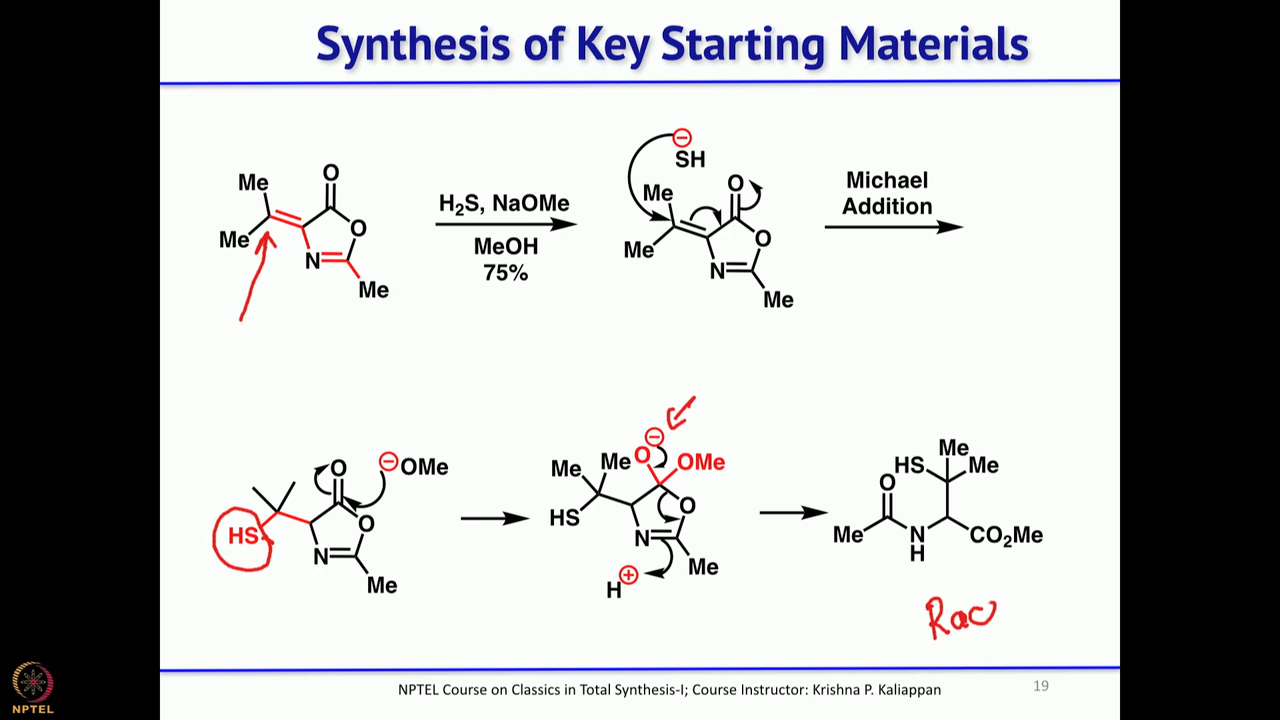 Synthesis of Key Starting Materials
Me
Me
O
O
N
Me
H₂S, NaOMe
MeOH
75%
⊖
SH
Me
Me
O
O
N
Me
Michael
Addition
HS
O
⊖OMe
O
N
Me
Me
Me
HS
⊖
O
OMe
O
N
Me
H⊕
Me
HS
Me
O
Me
N
H
CO₂Me
Rac
NPTEL
NPTEL Course on Classics in Total Synthesis-I; Course Instructor: Krishna P. Kaliappan
19